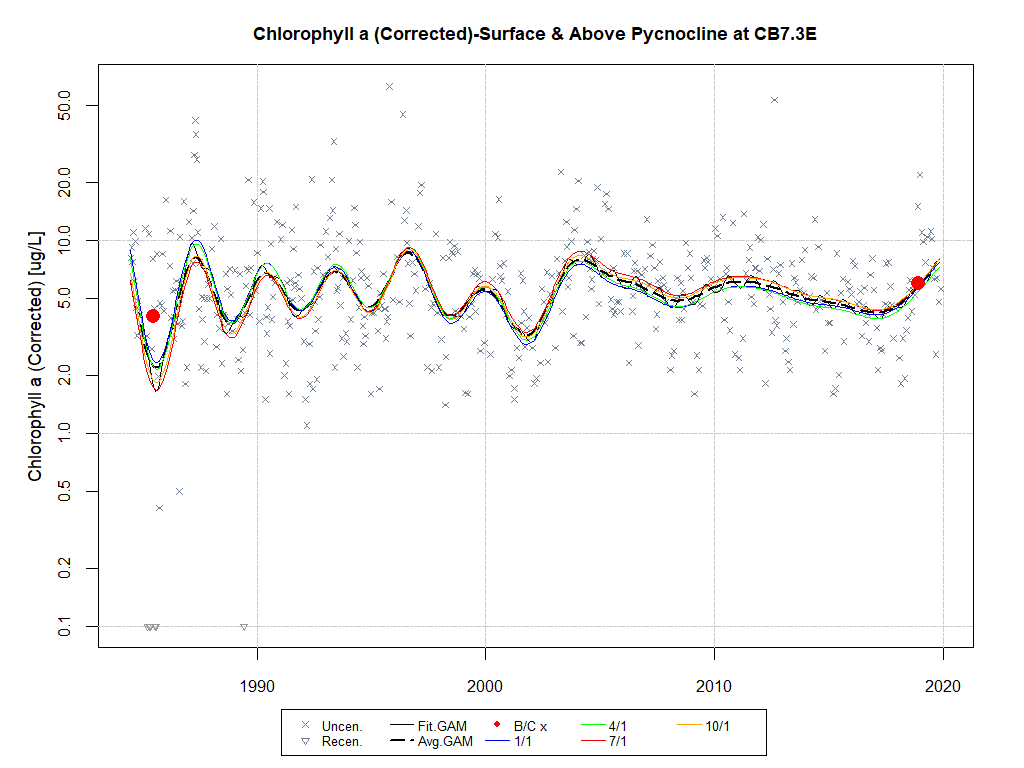 Chlorophyll a (Corrected)-Surface & Above Pycnocline at CB7.3E
Chlorophyll a (Corrected) [ug/L]
50.0
20.0
10.0
5.0
2.0
1.0
0.5
0.2
0.1
1990 2000 2010 2020
Uncen. Fit.GAM B/C x 4/1 10/1
Recen. Avg.GAM 1/1 7/1